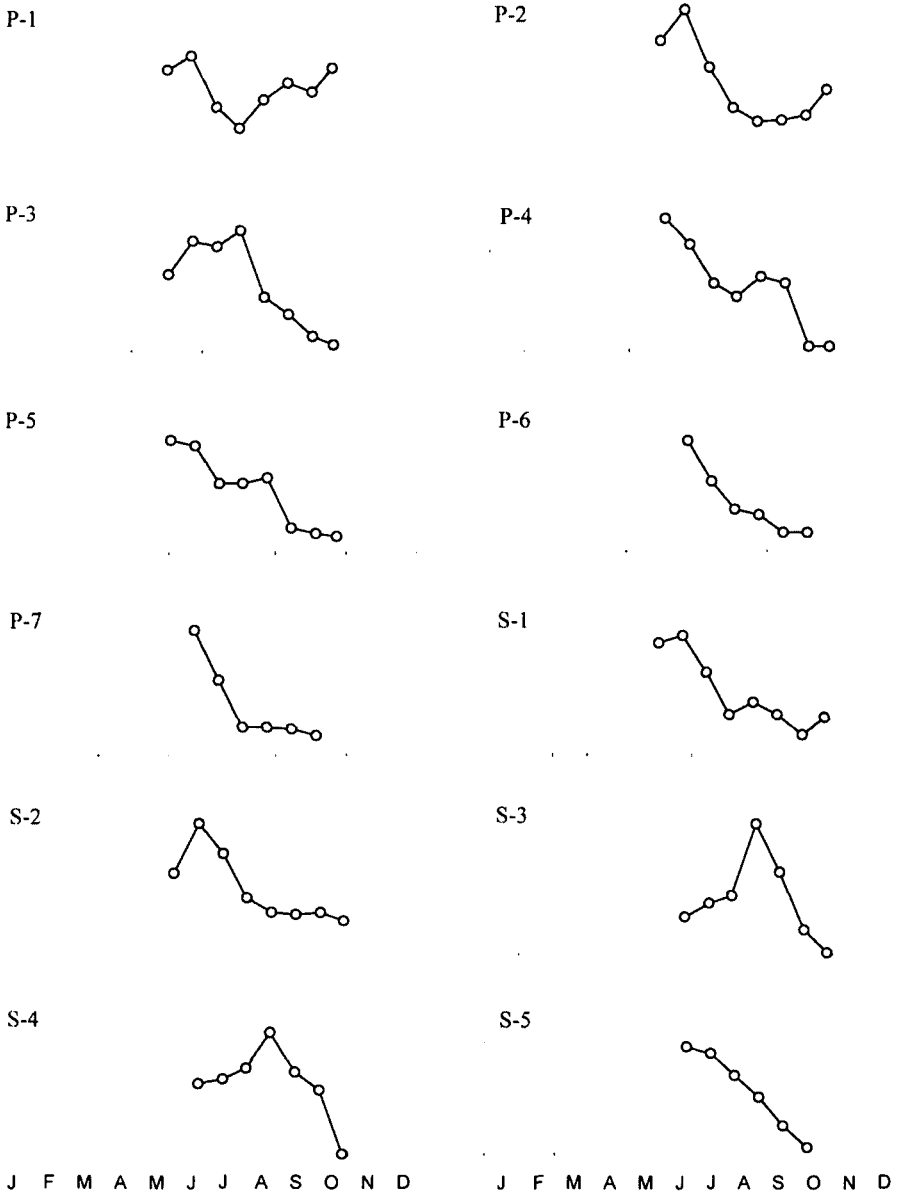 P-1 P-2
P-3 P-4
P-5 P-6
P-7 S-1
S-2 S-3
S-4 S-5
J F M A M J J A S O N D J F M A M J J A S O N D